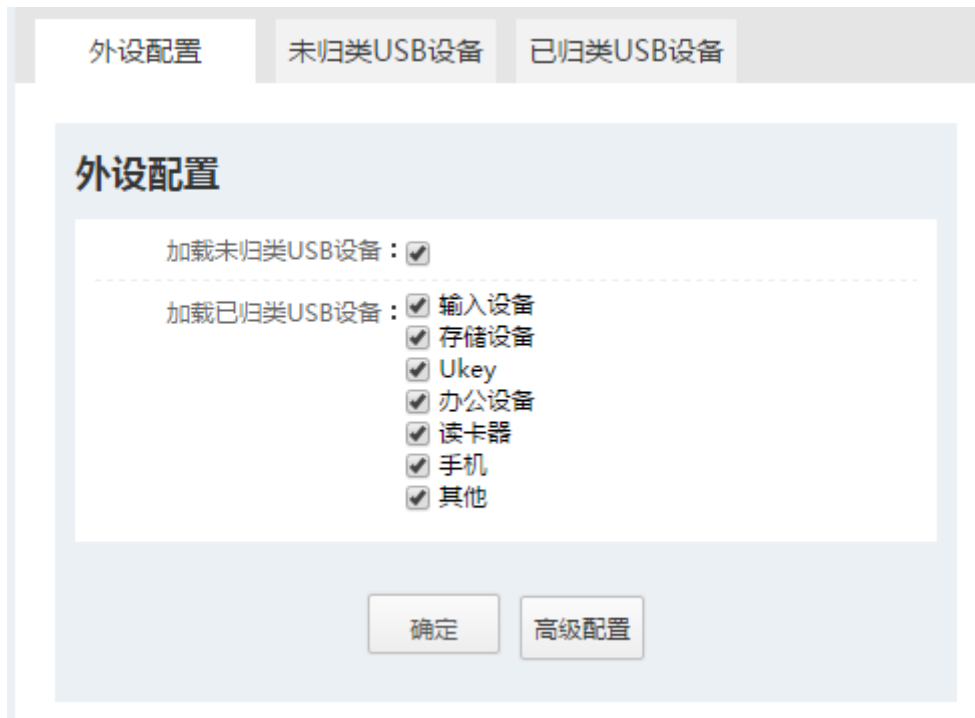 外设配置 未归类USB设备 已归类USB设备
外设配置
加载未归类USB设备：
加载已归类USB设备： 输入设备
存储设备
Ukey
办公设备
读卡器
手机
其他
确定 高级配置